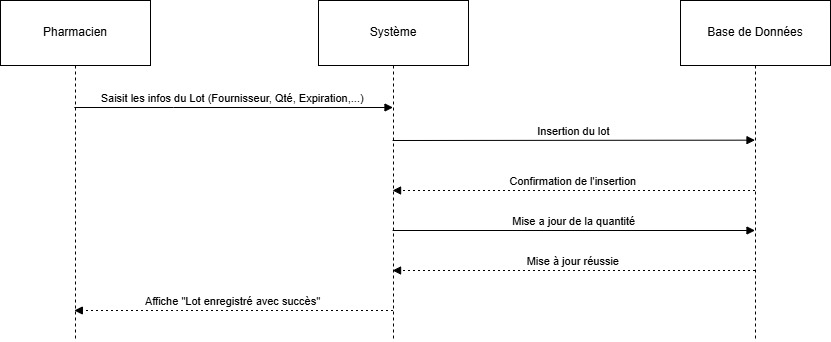 Pharmacien
Système
Base de Données
Saisit les infos du Lot (Fournisseur, Qté, Expiration,...)
Insertion du lot
Confirmation de l'insertion
Mise a jour de la quantité
Mise à jour réussie
Affiche "Lot enregistré avec succès"